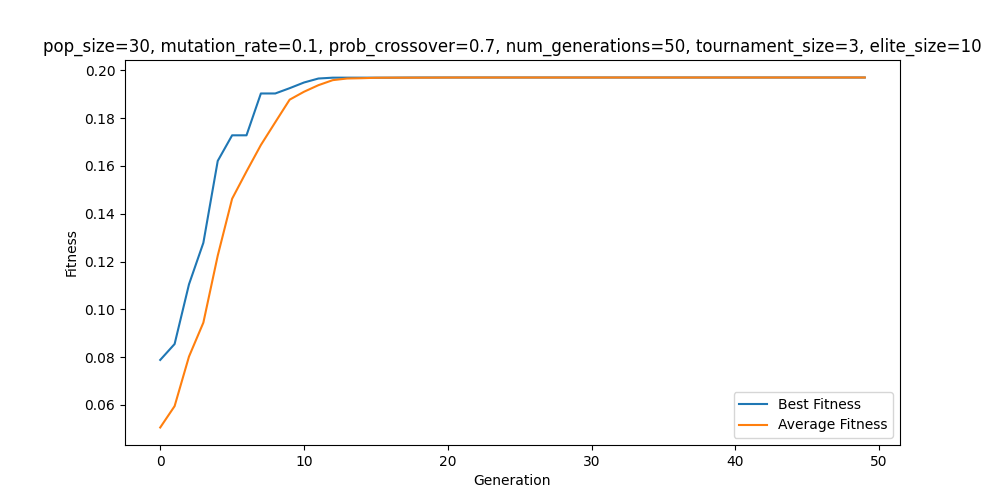 pop_size=30, mutation_rate=0.1, prob_crossover=0.7, num_generations=50, tournament_size=3, elite_size=10
0.20
0.18
0.16
0.14
0.12
0.10
0.08
0.06
Fitness
Best Fitness
Average Fitness
0 10 20 30 40 50
Generation